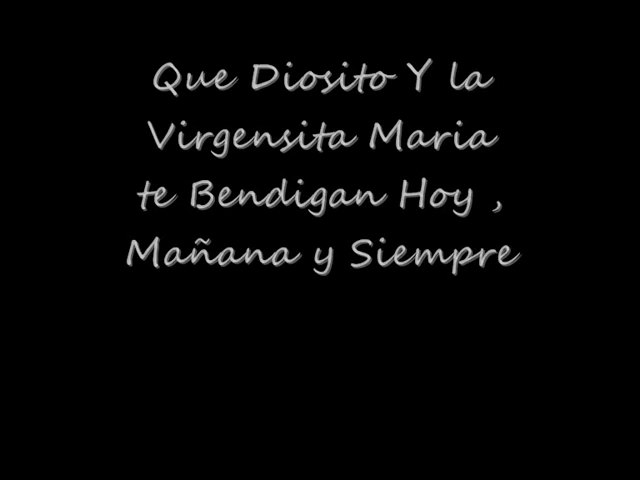 Que Diosito Y la
Virgensita Maria
te Bendigan Hoy ,
Mañana y Siempre